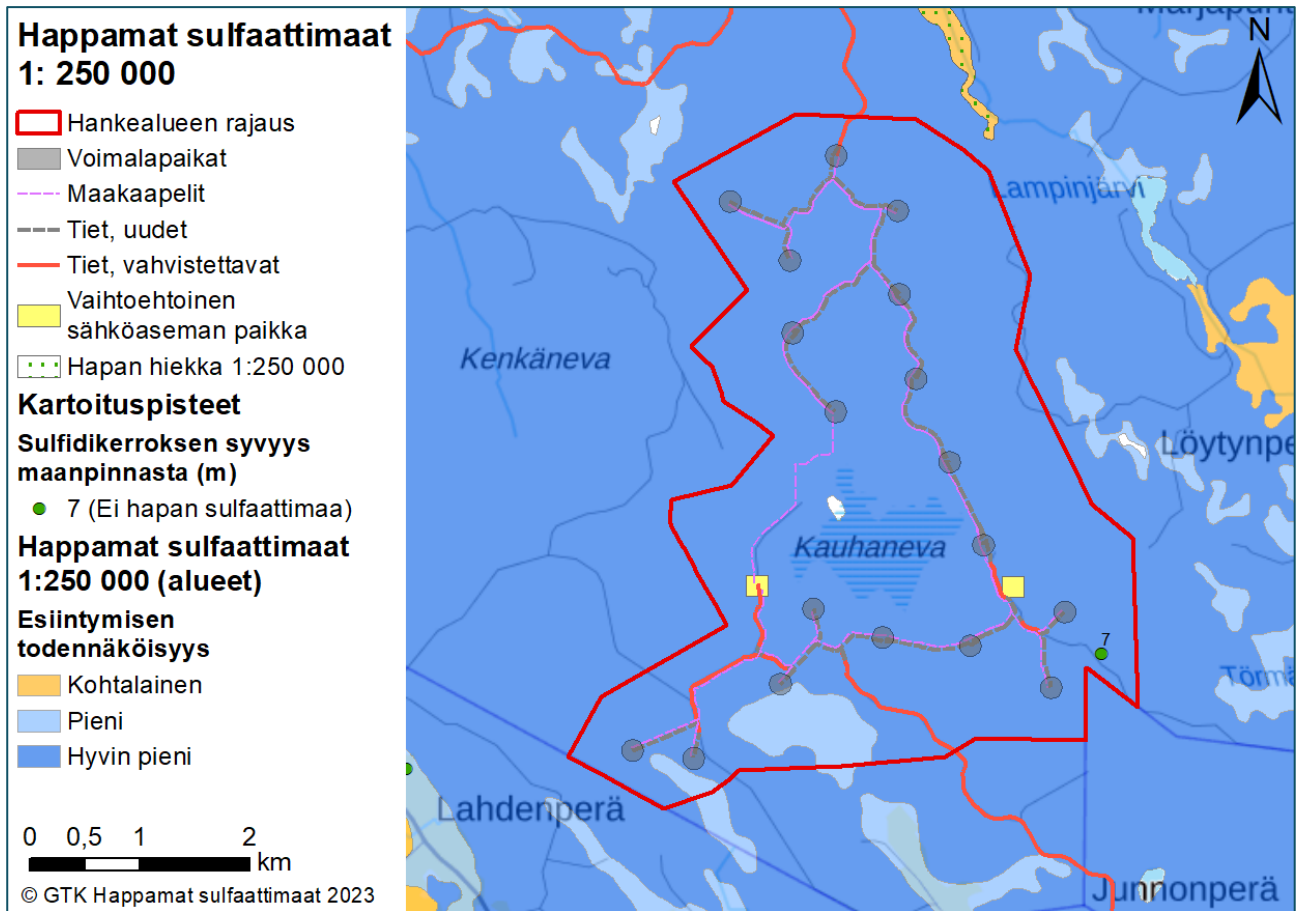 Happamat sulfaattimaat
1: 250 000
Hankealueen rajaus
Voimalapaikat
Maakaapelit
Tiet, uudet
Tiet, vahvistettavat
Vaihtoehtoinen
sähköaseman paikka
Hapan hiekka 1:250 000
Kartoituspisteet
Sulfidikerroksen syvyys
maanpinnasta (m)
7 (Ei hapan sulfaattimaa)
Happamat sulfaattimaat
1:250 000 (alueet)
Esiintymisen
todennäköisyys
Kohtalainen
Pieni
Hyvin pieni
0 0,5 1 2
km
© GTK Happamat sulfaattimaat 2023
N
Lampinjärvi
Kenkäneva
Löytynpe
Kauhaneva
7
Törmä
Lahdenperä
Junnonperä